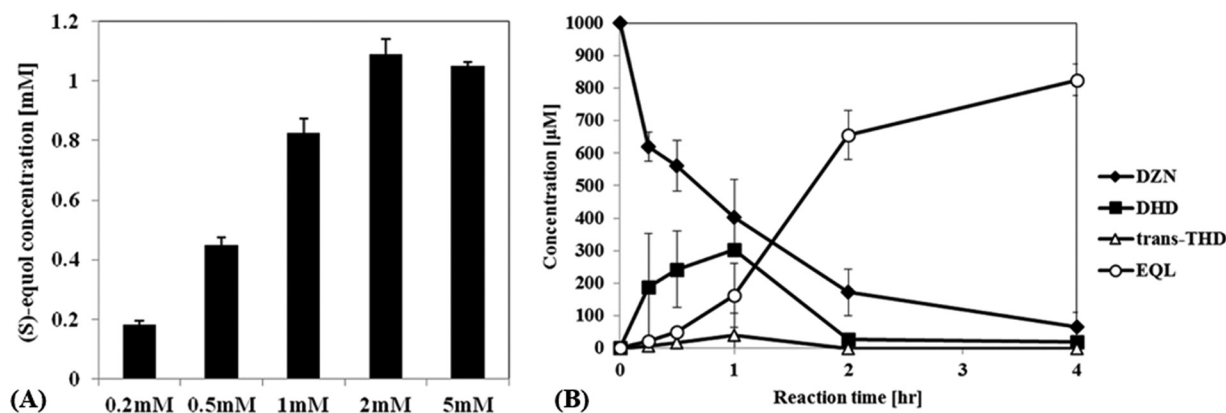 (S)-equol concentration [mM]
1.2
1
0.8
0.6
0.4
0.2
0
0.2mM 0.5mM 1mM 2mM 5mM
(A)
Concentration [µM]
1000
900
800
700
600
500
400
300
200
100
0
0 1 2 3 4
Reaction time [hr]
DZN
DHD
trans-THD
EQL
(B)